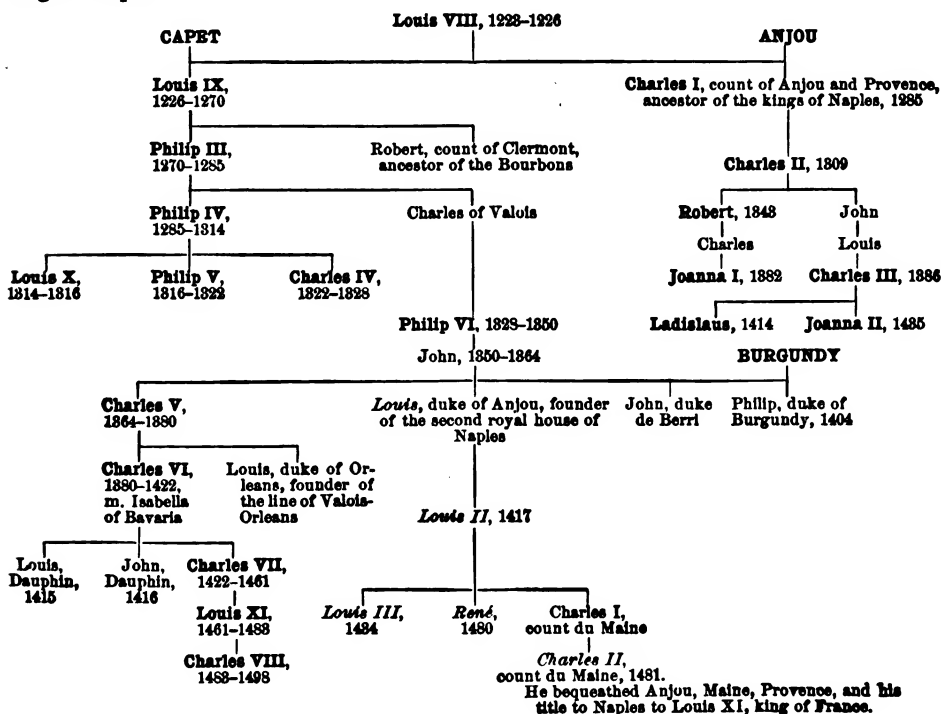 Louis VIII, 1223–1226
CAPET
ANJOU
Louis IX,
1226–1270
Charles I, count of Anjou and Provence,
ancestor of the kings of Naples, 1285
Philip III,
1270–1285
Robert, count of Clermont,
ancestor of the Bourbons
Charles II, 1309
Philip IV,
1285–1314
Charles of Valois
Robert, 1343
John
Charles
Louis
Louis X,
1314–1316
Philip V,
1316–1322
Charles IV,
1322–1328
Joanna I, 1382
Charles III, 1386
Philip VI, 1328–1350
Ladislaus, 1414
Joanna II, 1435
John, 1350–1364
BURGUNDY
Charles V,
1364–1380
Louis, duke of Anjou, founder
of the second royal house of
Naples
John, duke
de Berri
Philip, duke of
Burgundy, 1404
Charles VI,
1380–1422,
m. Isabella
of Bavaria
Louis, duke of Or-
leans, founder of
the line of Valois-
Orleans
Louis II, 1417
Louis,
Dauphin,
1415
John,
Dauphin,
1416
Charles VII,
1422–1461
Louis XI,
1461–1483
Charles VIII,
1483–1498
Louis III,
1434
René,
1480
Charles I,
count du Maine
Charles II,
count du Maine, 1481.
He bequeathed Anjou, Maine, Provence, and his
title to Naples to Louis XI, king of France.